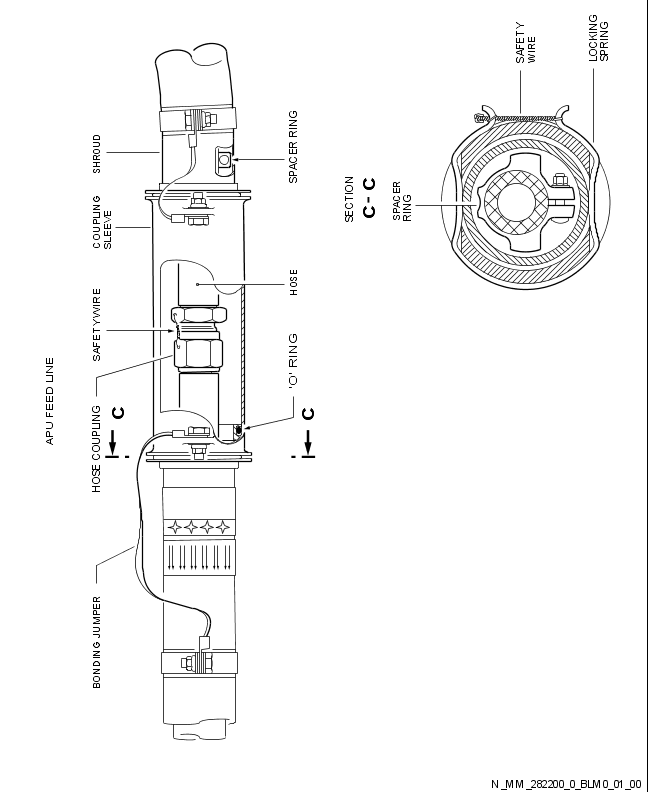 APU FEED LINE
SHROUD
COUPLING
SLEEVE
SAFETY WIRE
HOSE COUPLING
BONDING JUMPER
SPACER RING
HOSE
'O' RING
C
C
SECTION
C - C
SPACER
RING
SAFETY
WIRE
LOCKING
SPRING
N_MM_282200_0_BLM0_01_00